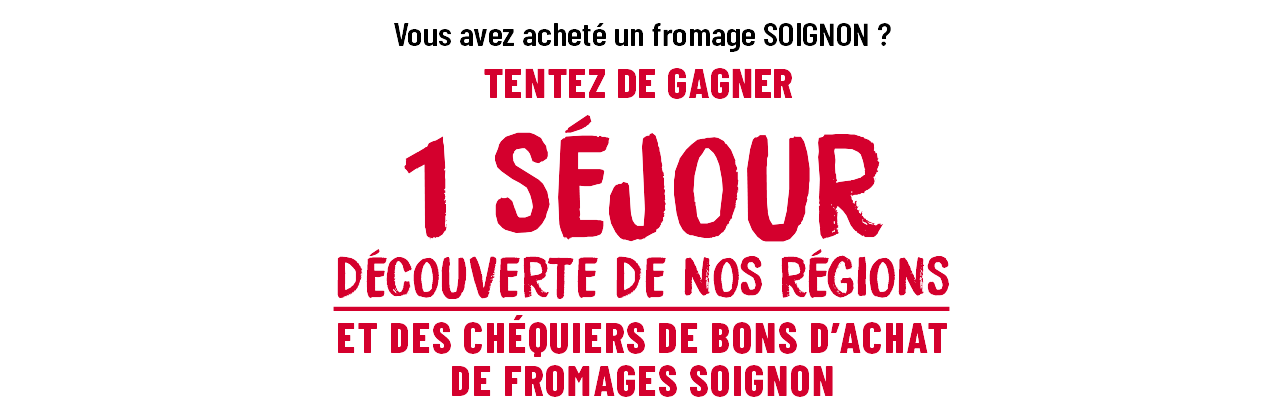 Vous avez acheté un fromage SOIGNON ?
TENTEZ DE GAGNER
1 SÉJOUR
DÉCOUVERTE DE NOS RÉGIONS
ET DES CHÉQUIERS DE BONS D'ACHAT
DE FROMAGES SOIGNON